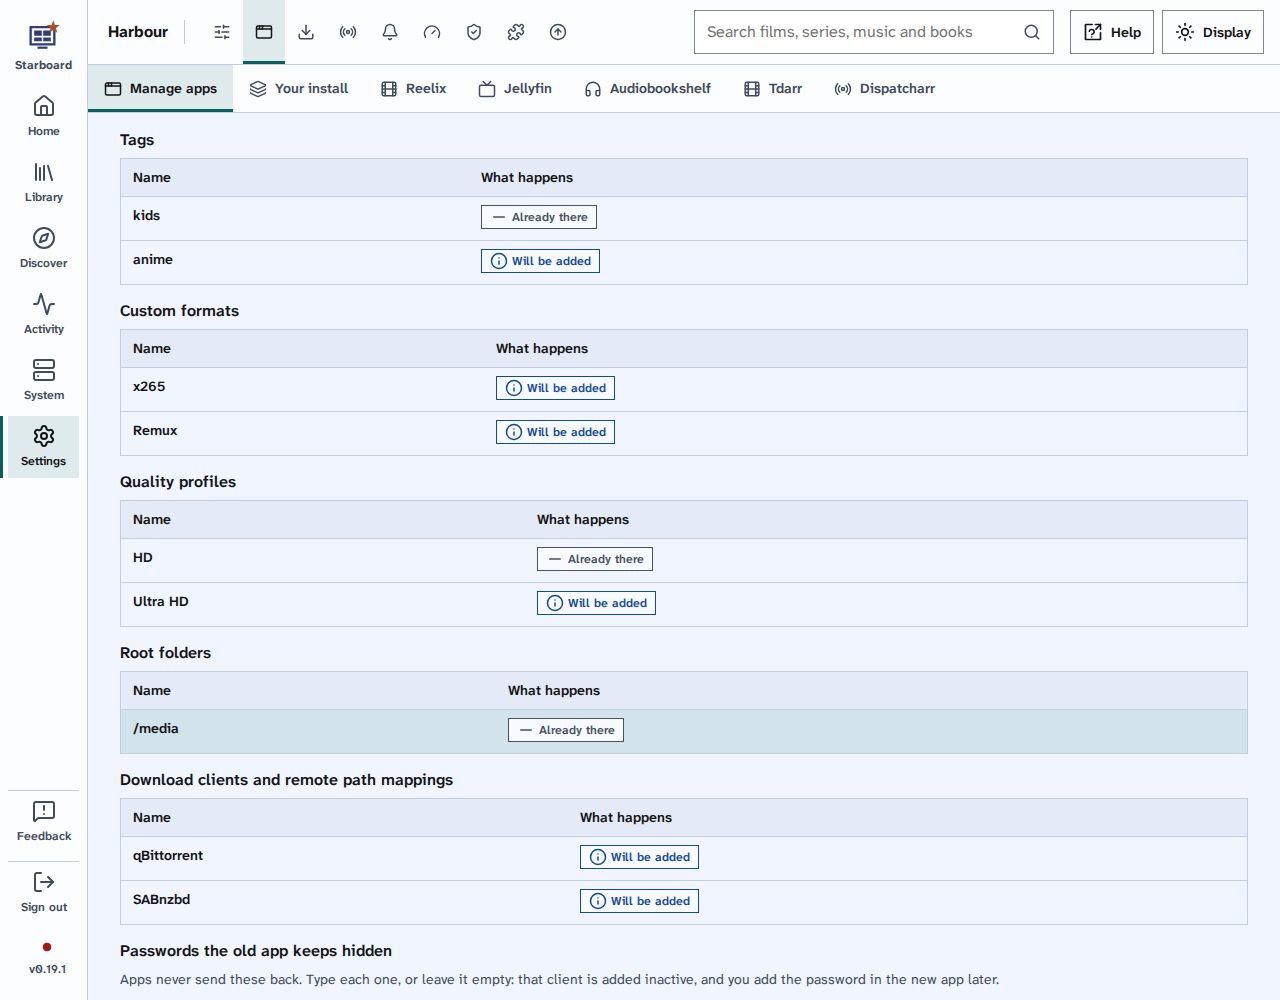 Starboard
Home
Library
Discover
Activity
System
Settings
Feedback
Sign out
v0.19.1
Harbour
Search films, series, music and books
Help
Display
Manage apps
Your install
Reelix
Jellyfin
Audiobookshelf
Tdarr
Dispatcharr
Tags
Name What happens
kids Already there
anime Will be added
Custom formats
Name What happens
x265 Will be added
Remux Will be added
Quality profiles
Name What happens
HD Already there
Ultra HD Will be added
Root folders
Name What happens
/media Already there
Download clients and remote path mappings
Name What happens
qBittorrent Will be added
SABnzbd Will be added
Passwords the old app keeps hidden
Apps never send these back. Type each one, or leave it empty: that client is added inactive, and you add the password in the new app later.